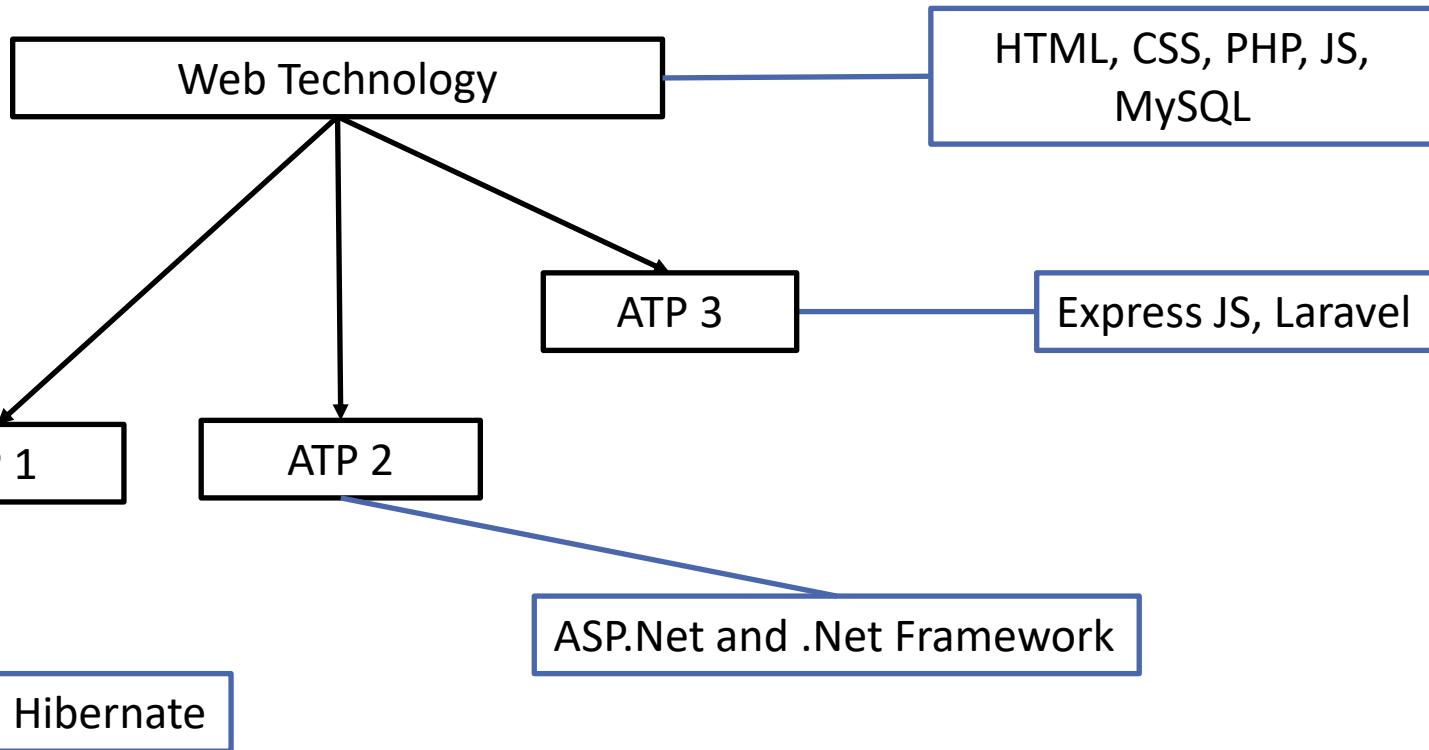 Web Technology
HTML, CSS, PHP, JS,
MySQL
ATP 3
Express JS, Laravel
1
ATP 2
ASP.Net and .Net Framework
Hibernate